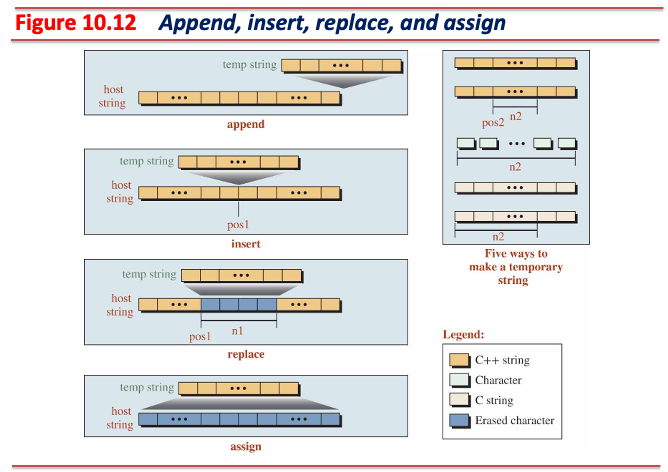 Figure 10.12 Append, insert, replace, and assign
temp string
host
string
append
temp string
host
string
pos1
insert
temp string
host
string
pos1
n1
replace
temp string
host
string
assign
pos2
n2
n2
n2
Five ways to
make a temporary
string
Legend:
C++ string
Character
C string
Erased character